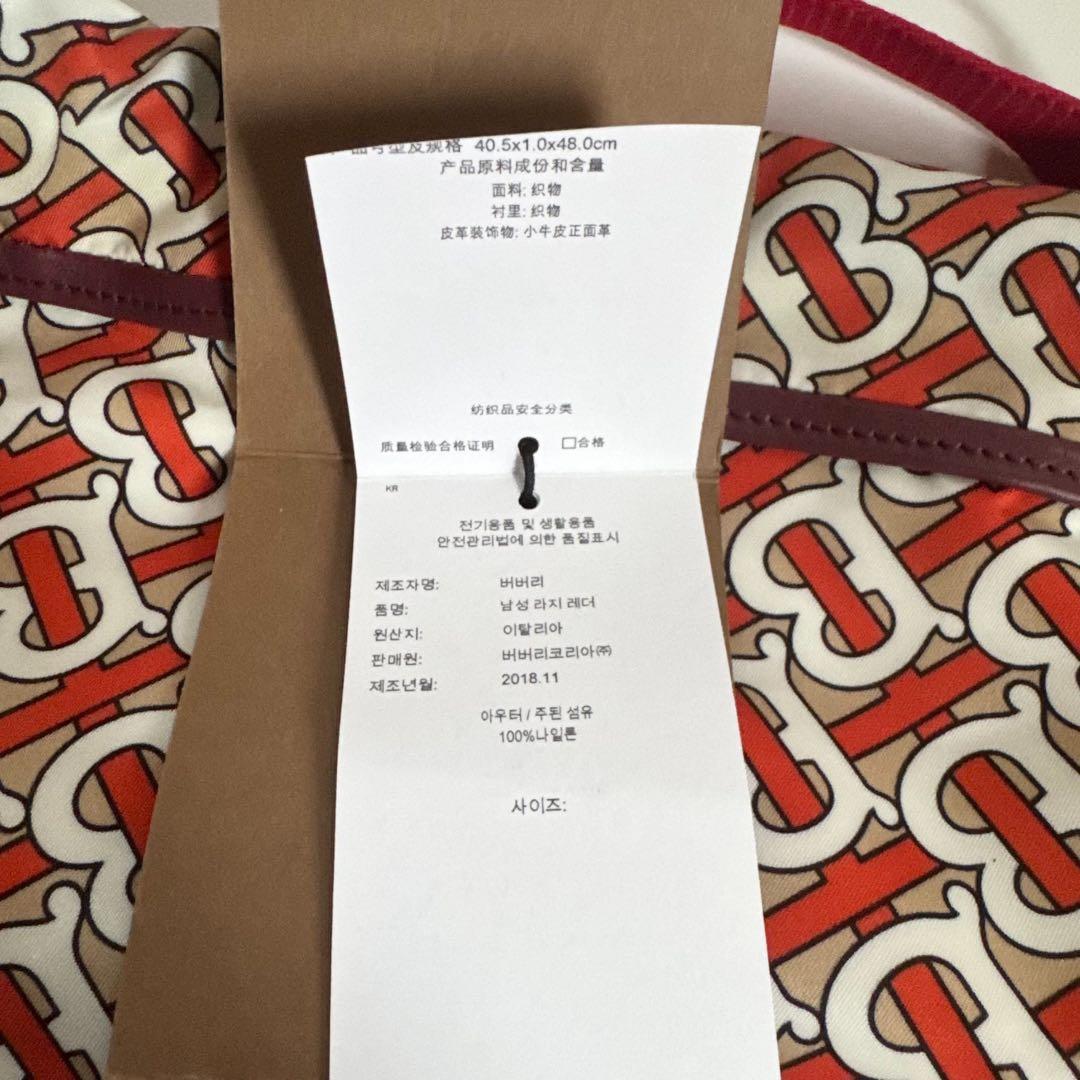 品号型及规格 40.5x1.0x48.0cm
产品原料成份和含量
面料: 织物
衬里: 织物
皮革装饰物: 小牛皮正面革
纺织品安全分类
质量检验合格证明 □合格
KR
전기용품 및 생활용품
안전관리법에 의한 품질표시
제조자명: 버버리
품명: 남성 라지 레더
원산지: 이탈리아
판매원: 버버리코리아㈜
제조년월: 2018.11
아우터 / 주된 섬유
100%나일론
사이즈: